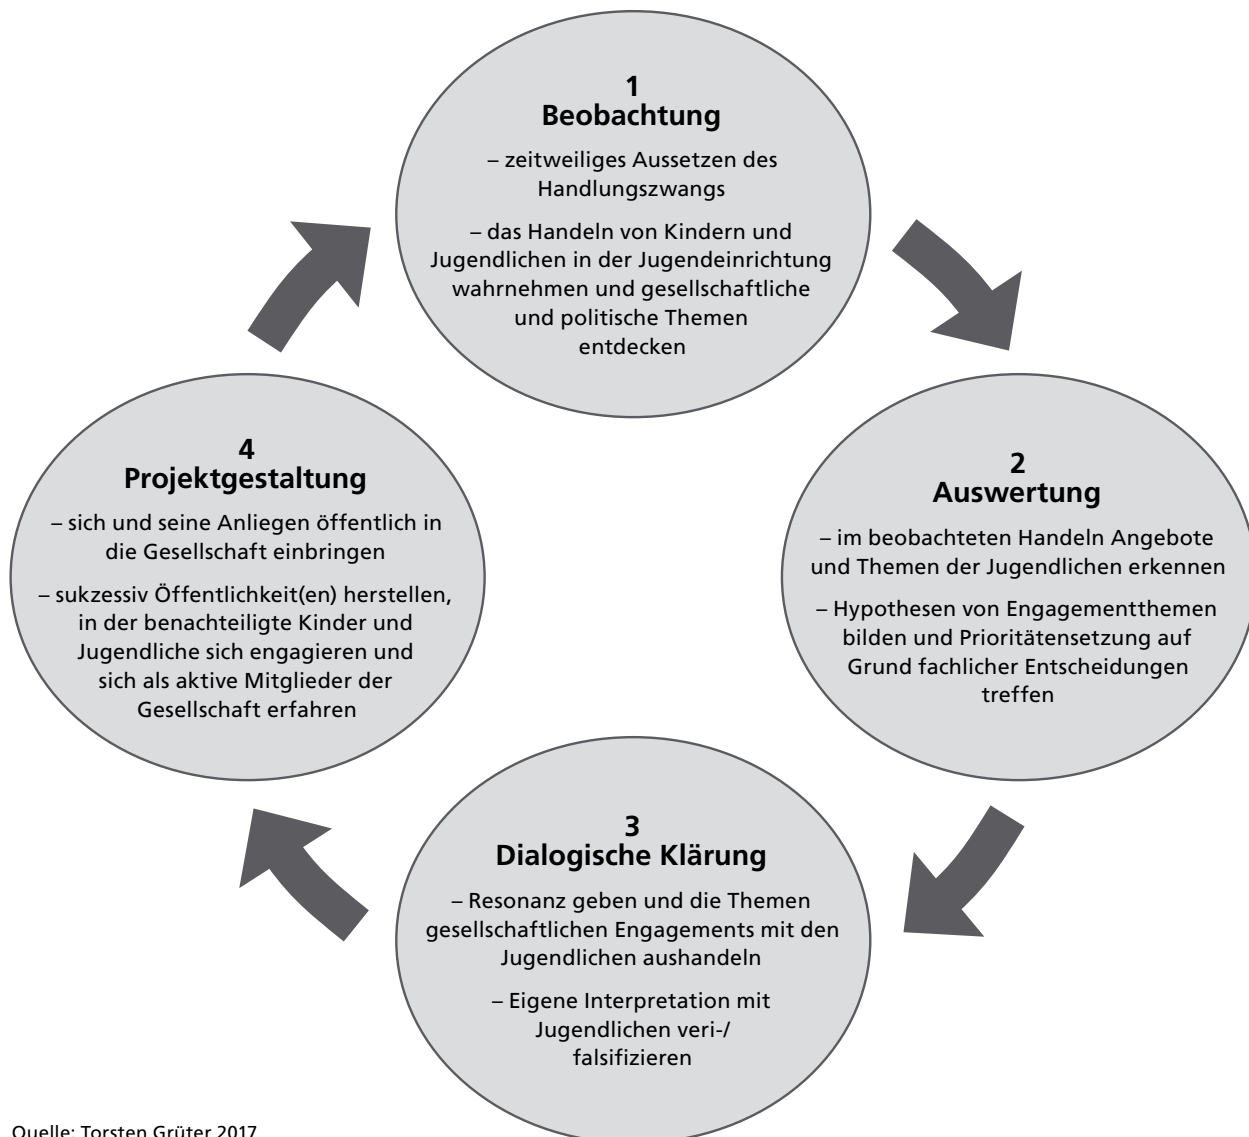 1
Beobachtung
– zeitweiliges Aussetzen des
Handlungszwangs
– das Handeln von Kindern und
Jugendlichen in der Jugendeinrichtung
wahrnehmen und gesellschaftliche
und politische Themen
entdecken
2
Auswertung
– im beobachteten Handeln Angebote
und Themen der Jugendlichen erkennen
– Hypothesen von Engagementthemen
bilden und Prioritätensetzung auf
Grund fachlicher Entscheidungen
treffen
3
Dialogische Klärung
– Resonanz geben und die Themen
gesellschaftlichen Engagements mit den
Jugendlichen aushandeln
– Eigene Interpretation mit
Jugendlichen veri-/
falsifizieren
4
Projektgestaltung
– sich und seine Anliegen öffentlich in
die Gesellschaft einbringen
– sukzessiv Öffentlichkeit(en) herstellen,
in der benachteiligte Kinder und
Jugendliche sich engagieren und
sich als aktive Mitglieder der
Gesellschaft erfahren
Quelle: Torsten Grüter 2017